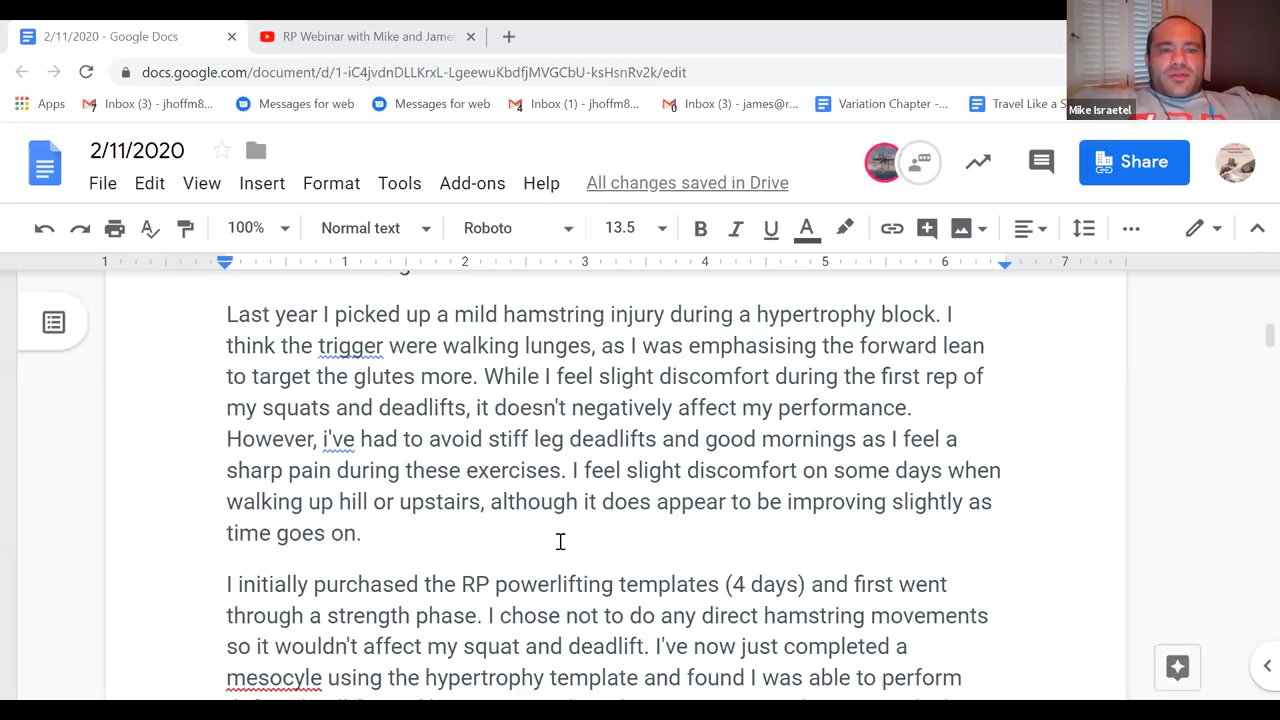 2/11/2020 - Google Docs
RP Webinar with Mike and James
docs.google.com/document/d/1-iC4jvdnDLLKrxL-LgeewuKbdfjMVGCbU-ksHsnRv2k/edit
Apps
Inbox (3) - jhoffm8...
Messages for web
Messages for web
Inbox (1) - jhoffm8...
Inbox (2) - james@r...
Variation Chapter -...
Travel Like a S
Mike Israetel
2/11/2020
Share
File Edit View Insert Format Tools Add-ons Help All changes saved in Drive
100% Normal text Roboto 13.5 B I U A
1 1 2 3 4 5 6 7
Last year I picked up a mild hamstring injury during a hypertrophy block. I
think the trigger were walking lunges, as I was emphasising the forward lean
to target the glutes more. While I feel slight discomfort during the first rep of
my squats and deadlifts, it doesn't negatively affect my performance.
However, i've had to avoid stiff leg deadlifts and good mornings as I feel a
sharp pain during these exercises. I feel slight discomfort on some days when
walking up hill or upstairs, although it does appear to be improving slightly as
time goes on.
I initially purchased the RP powerlifting templates (4 days) and first went
through a strength phase. I chose not to do any direct hamstring movements
so it wouldn't affect my squat and deadlift. I've now just completed a
mesocyle using the hypertrophy template and found I was able to perform